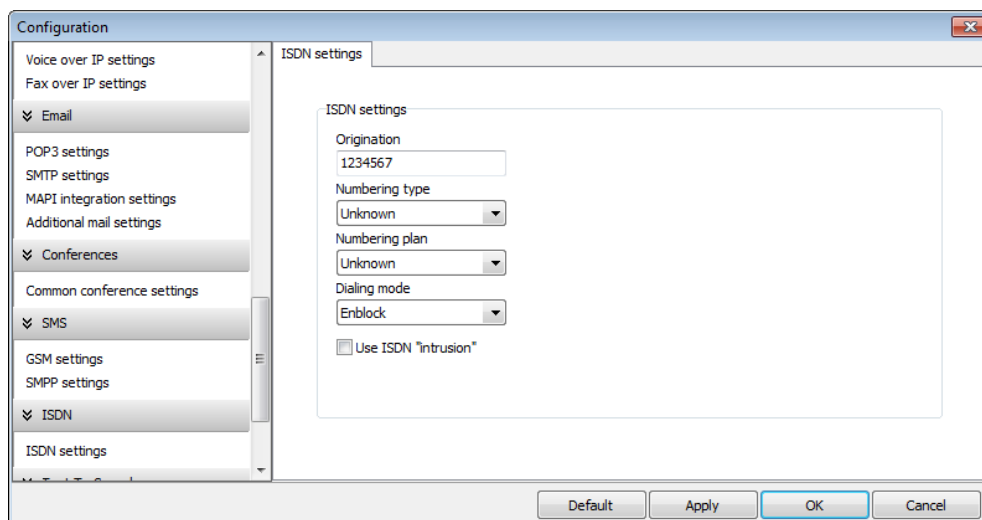 Configuration
Voice over IP settings
Fax over IP settings
Email
POP3 settings
SMTP settings
MAPI integration settings
Additional mail settings
Conferences
Common conference settings
SMS
GSM settings
SMPP settings
ISDN
ISDN settings
ISDN settings
ISDN settings
Origination
1234567
Numbering type
Unknown
Numbering plan
Unknown
Dialing mode
Enblock
Use ISDN "intrusion"
Default
Apply
OK
Cancel